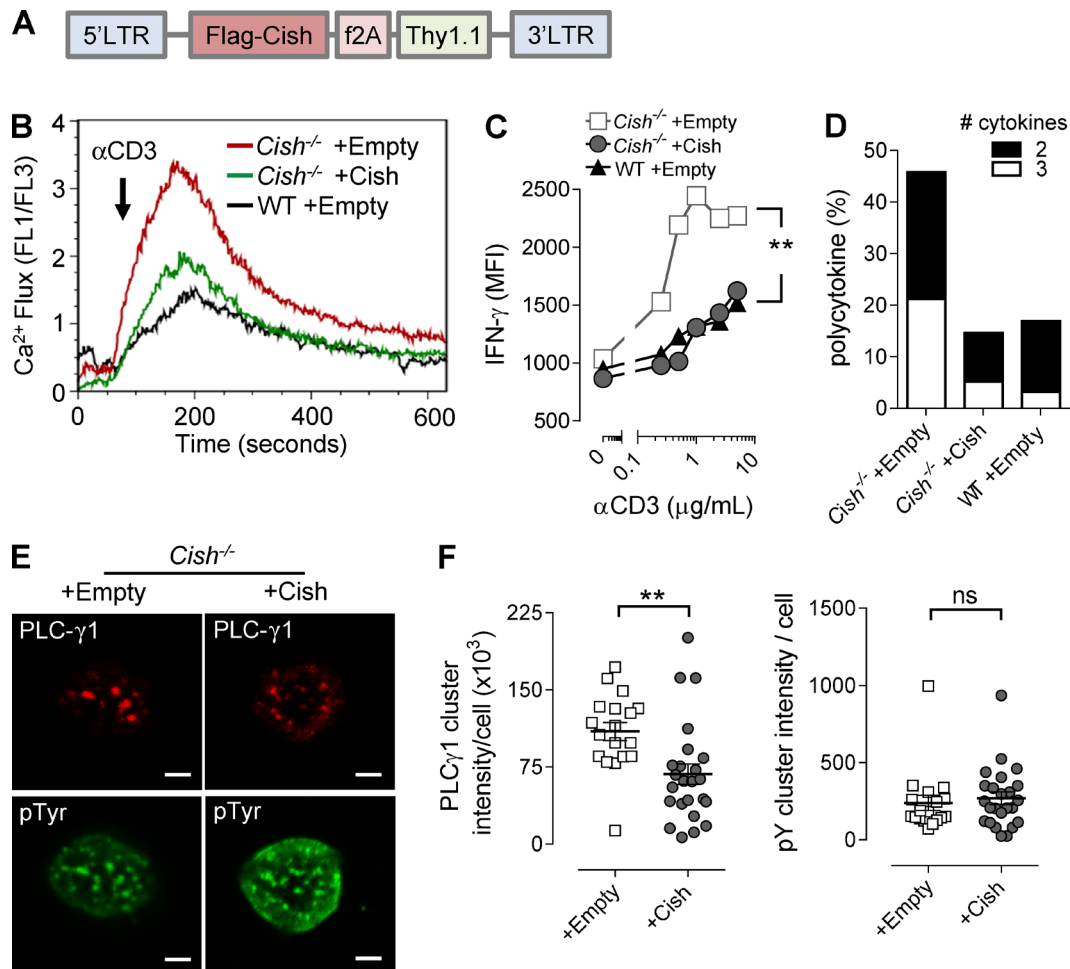 A
5'LTR Flag-Cish f2A Thy1.1 3'LTR
B
αCD3
Cish-/- +Empty
Cish-/- +Cish
WT +Empty
Ca2+ Flux (FL1/FL3)
4
3
2
1
0
0 200 400 600
Time (seconds)
C
Cish-/- +Empty
Cish-/- +Cish
WT +Empty
IFN-γ (MFI)
2500
2000
1500
1000
500
**
0 0.1 1 10
αCD3 (μg/mL)
D
# cytokines
2
3
polycytokine (%)
50
40
30
20
10
0
Cish-/- +Empty
Cish-/- +Cish
WT +Empty
E
Cish-/-
+Empty +Cish
PLC-γ1 PLC-γ1
pTyr pTyr
F
PLCγ1 cluster
intensity/cell (x103)
225
150
75
0
**
+Empty +Cish
pY cluster intensity / cell
1500
1000
500
0
ns
+Empty +Cish